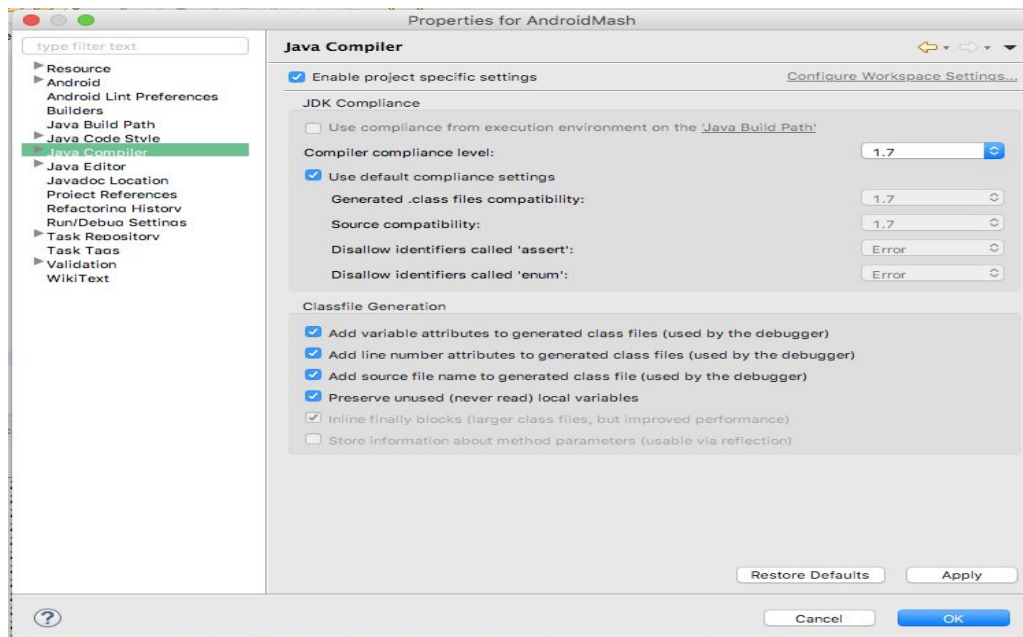 Properties for AndroidMash
type filter text
Resource
Android
Android Lint Preferences
Builders
Java Build Path
Java Code Style
Java Compiler
Java Editor
Javadoc Location
Project References
Refactoring History
Run/Debug Settings
Task Repository
Task Tags
Validation
WikiText
Java Compiler
Enable project specific settings
Configure Workspace Settings...
JDK Compliance
Use compliance from execution environment on the 'Java Build Path'
Compiler compliance level: 1.7
Use default compliance settings
Generated .class files compatibility: 1.7
Source compatibility: 1.7
Disallow identifiers called 'assert': Error
Disallow identifiers called 'enum': Error
Classfile Generation
Add variable attributes to generated class files (used by the debugger)
Add line number attributes to generated class files (used by the debugger)
Add source file name to generated class file (used by the debugger)
Preserve unused (never read) local variables
Inline finally blocks (larger class files, but improved performance)
Store information about method parameters (usable via reflection)
Restore Defaults Apply
? Cancel OK